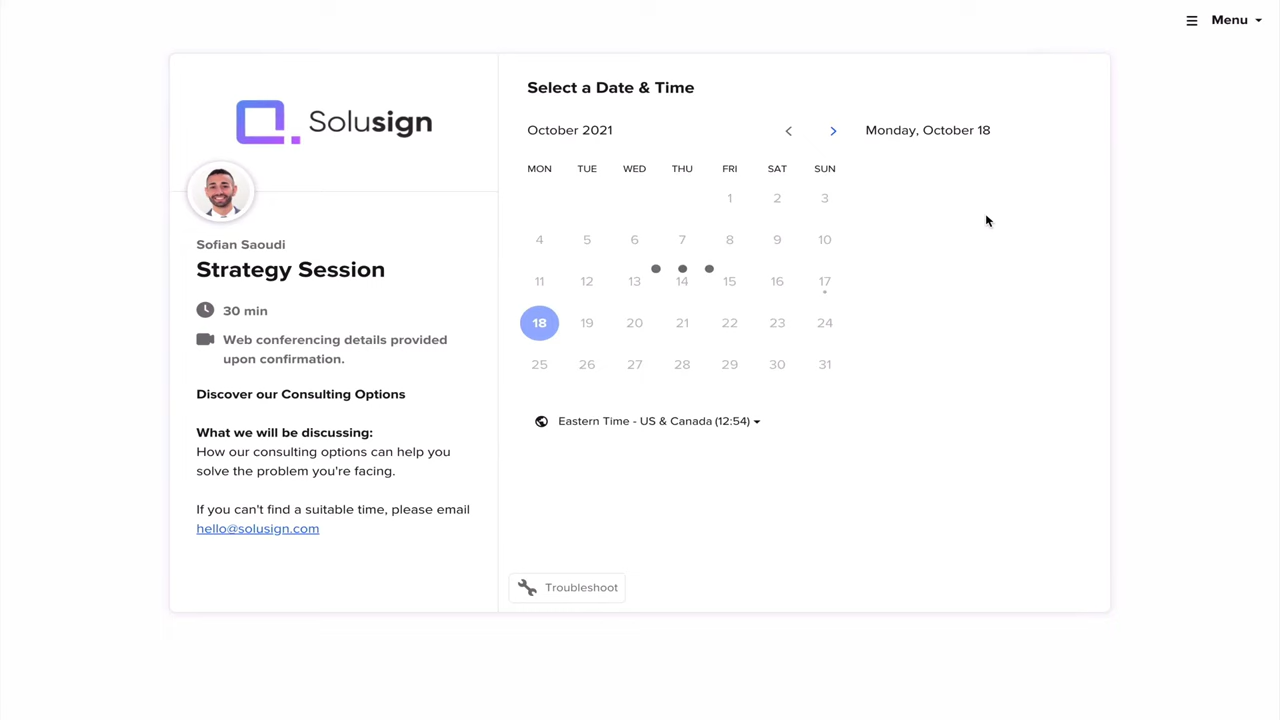 Menu
Solusign
Select a Date & Time
October 2021
Monday, October 18
MON TUE WED THU FRI SAT SUN
1 2 3
4 5 6 7 8 9 10
11 12 13 14 15 16 17
18 19 20 21 22 23 24
25 26 27 28 29 30 31
Eastern Time - US & Canada (12:54)
Troubleshoot
Sofian Saoudi
Strategy Session
30 min
Web conferencing details provided
upon confirmation.
Discover our Consulting Options
What we will be discussing:
How our consulting options can help you
solve the problem you're facing.
If you can't find a suitable time, please email
hello@solusign.com